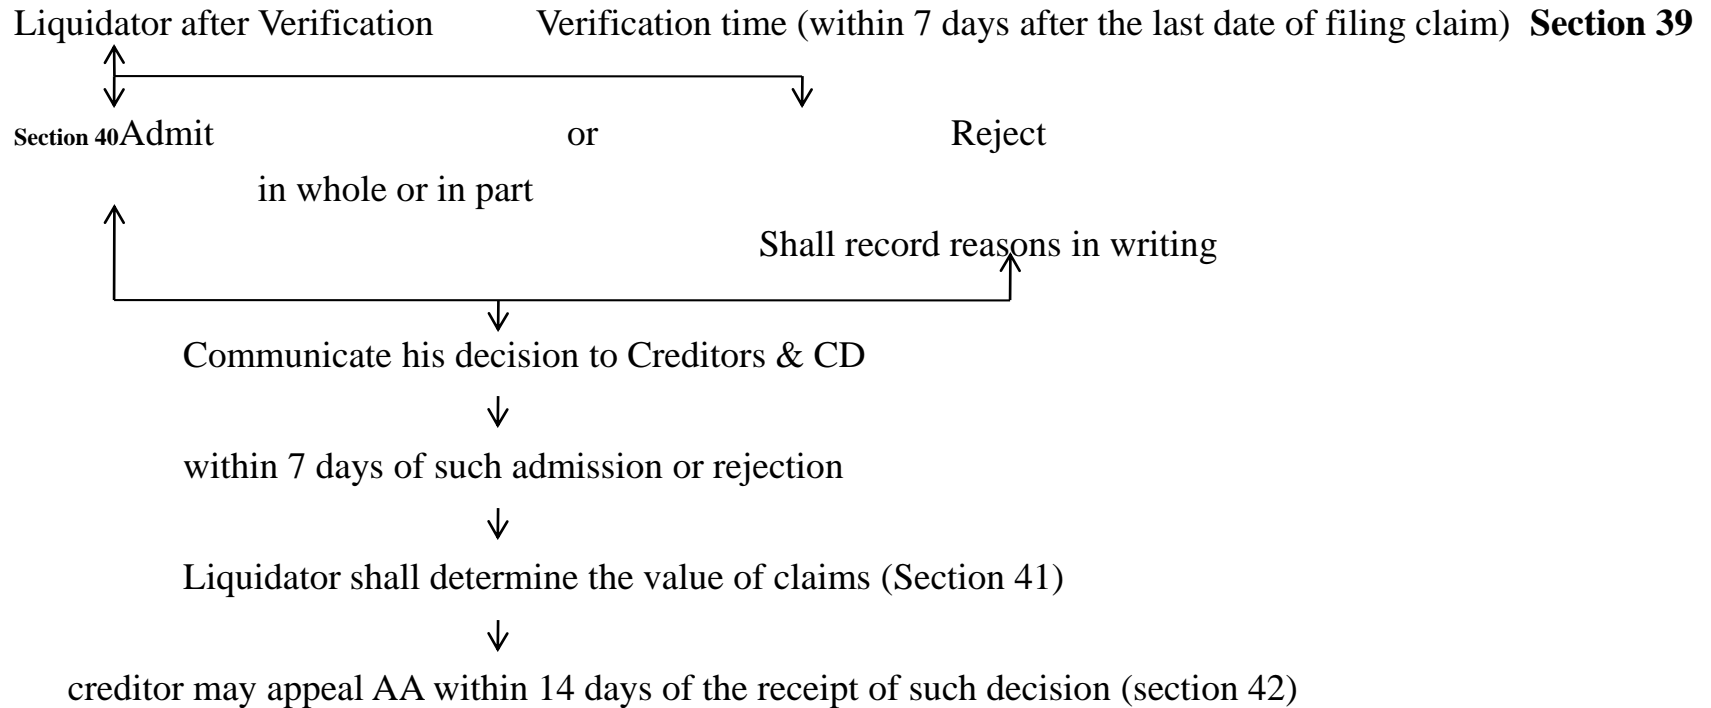 Liquidator after Verification Verification time (within 7 days after the last date of filing claim) Section 39
Section 40Admit or Reject
in whole or in part
Shall record reasons in writing
Communicate his decision to Creditors & CD
within 7 days of such admission or rejection
Liquidator shall determine the value of claims (Section 41)
creditor may appeal AA within 14 days of the receipt of such decision (section 42)